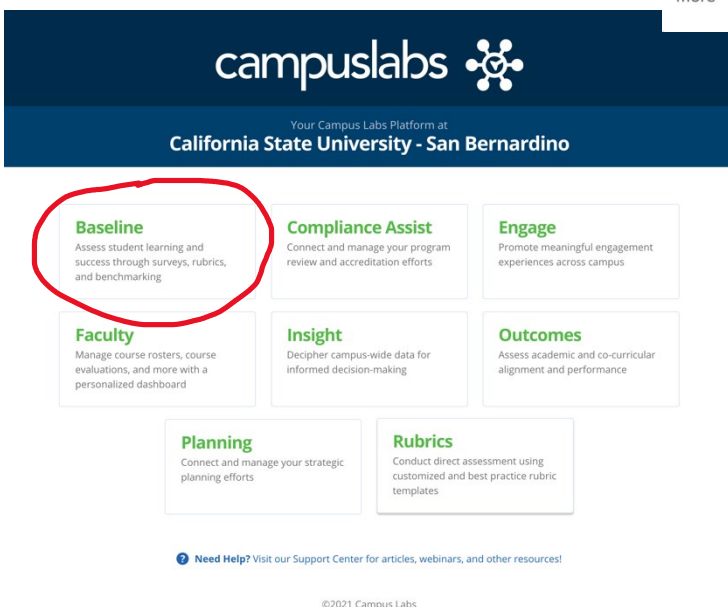 more
campuslabs
Your Campus Labs Platform at
California State University - San Bernardino
Baseline
Assess student learning and
success through surveys, rubrics,
and benchmarking
Compliance Assist
Connect and manage your program
review and accreditation efforts
Engage
Promote meaningful engagement
experiences across campus
Faculty
Manage course rosters, course
evaluations, and more with a
personalized dashboard
Insight
Decipher campus-wide data for
informed decision-making
Outcomes
Assess academic and co-curricular
alignment and performance
Planning
Connect and manage your strategic
planning efforts
Rubrics
Conduct direct assessment using
customized and best practice rubric
templates
? Need Help? Visit our Support Center for articles, webinars, and other resources!
©2021 Campus Labs